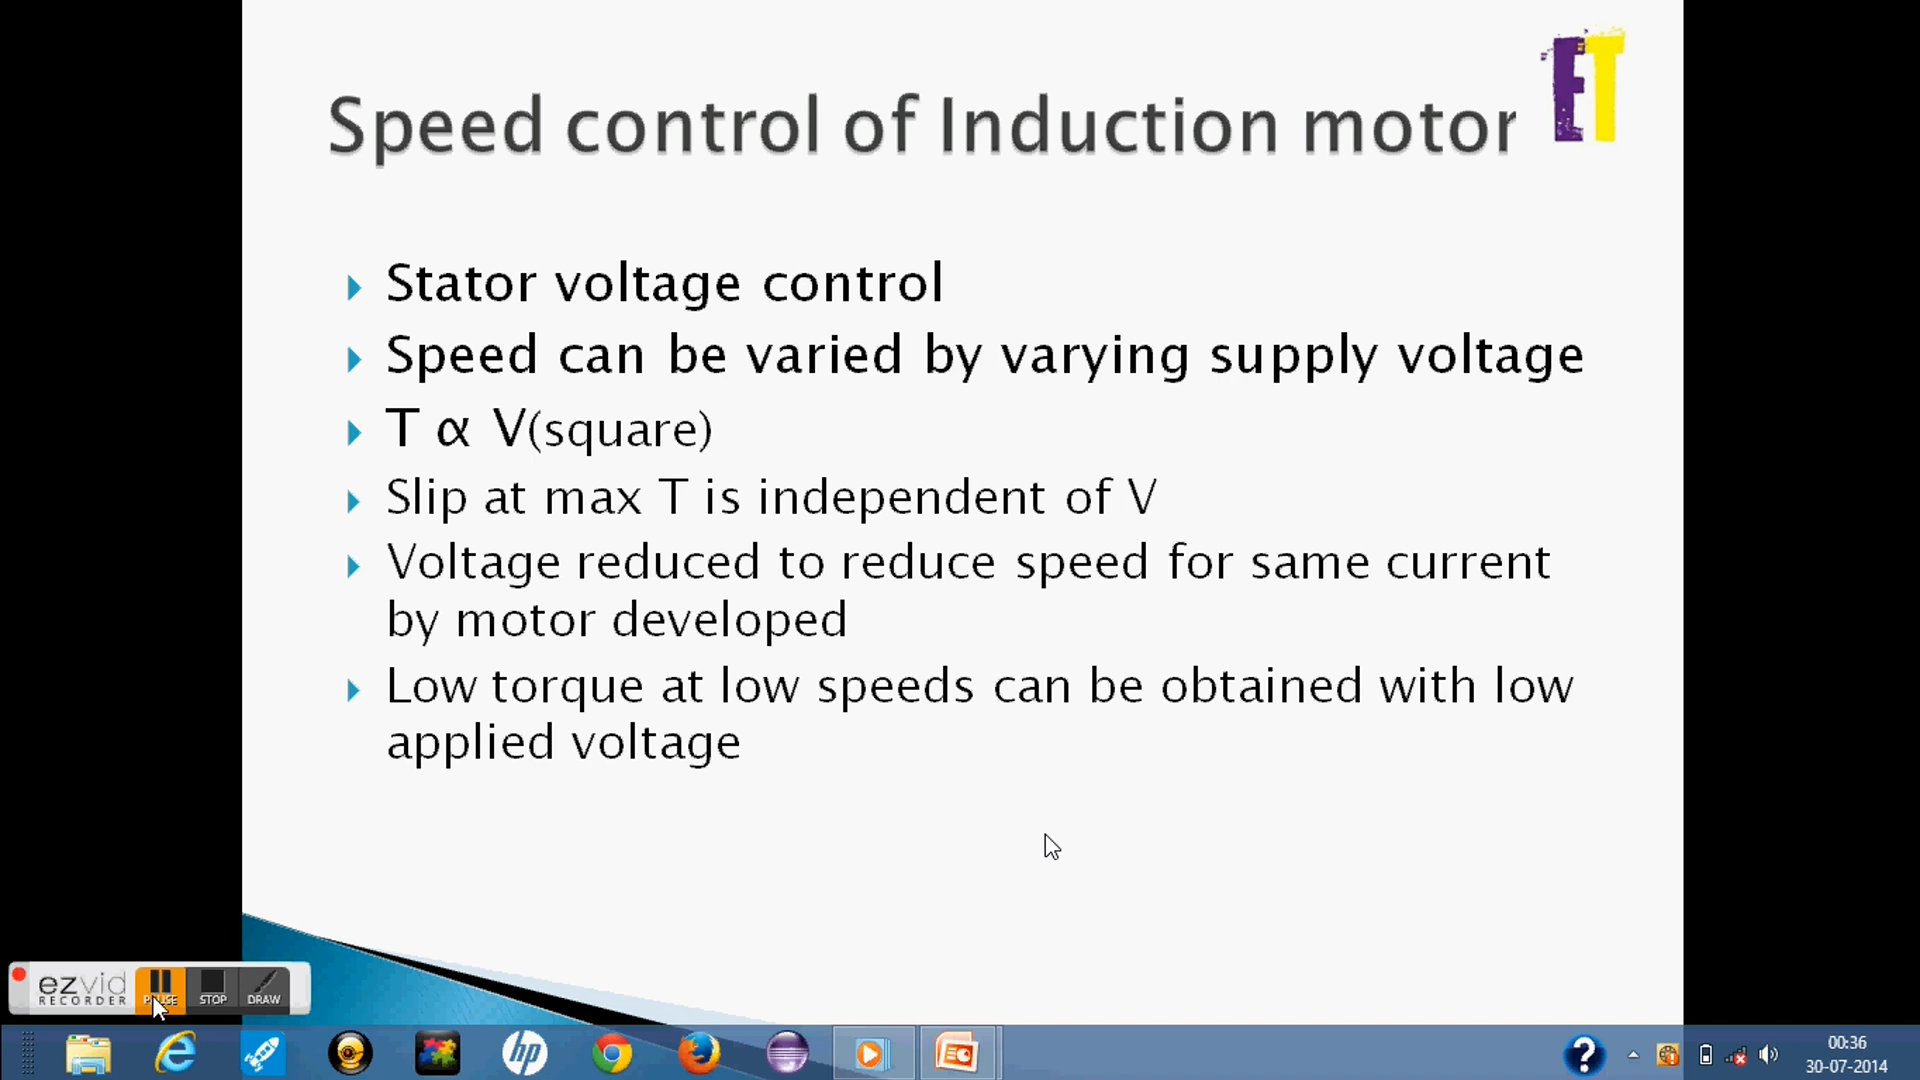 ET
Speed control of Induction motor
Stator voltage control
Speed can be varied by varying supply voltage
T α V(square)
Slip at max T is independent of V
Voltage reduced to reduce speed for same current
by motor developed
Low torque at low speeds can be obtained with low
applied voltage
ezvid
RECORDER
PAUSE
STOP
DRAW
hp
00:36
30-07-2014